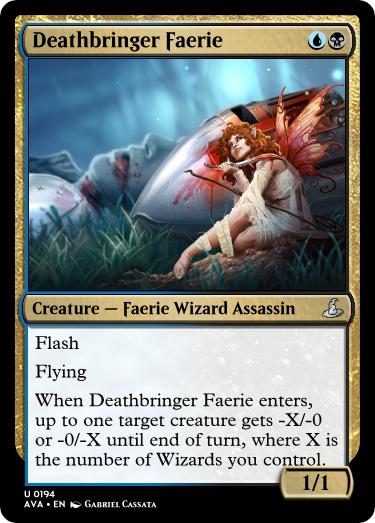 Deathbringer Faerie
Creature — Faerie Wizard Assassin
Flash
Flying
When Deathbringer Faerie enters,
up to one target creature gets -X/-0
or -0/-X until end of turn, where X is
the number of Wizards you control.
1/1
U 0194
AVA • EN Gabriel Cassata